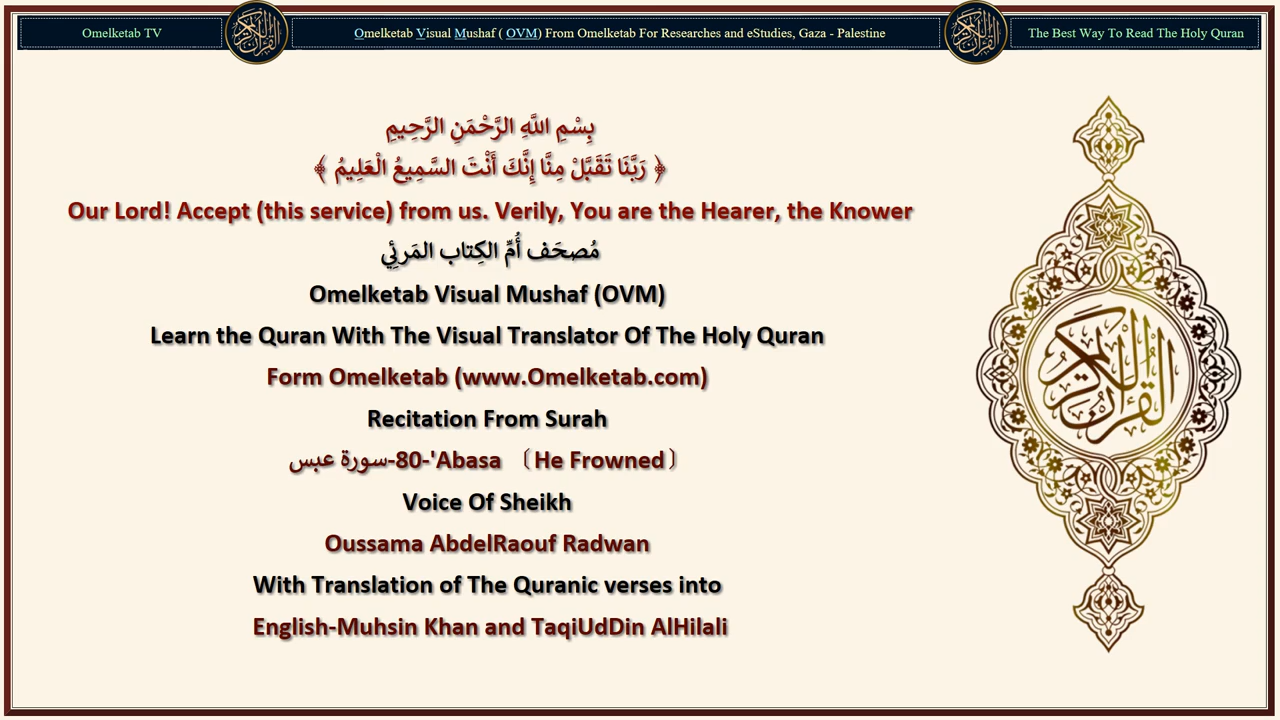 Omelketab TV
Omelketab Visual Mushaf ( OVM) From Omelketab For Researches and eStudies, Gaza - Palestine
The Best Way To Read The Holy Quran
بِسْمِ اللَّهِ الرَّحْمَنِ الرَّحِيمِ
﴿ رَبَّنَا تَقَبَّلْ مِنَّا إِنَّكَ أَنْتَ السَّمِيعُ الْعَلِيمُ ﴾
Our Lord! Accept (this service) from us. Verily, You are the Hearer, the Knower
مُصحَف أُمِّ الكِتاب المَرئِي
Omelketab Visual Mushaf (OVM)
Learn the Quran With The Visual Translator Of The Holy Quran
Form Omelketab (www.Omelketab.com)
Recitation From Surah
سورة عبس-80-'Abasa 〔He Frowned〕
Voice Of Sheikh
Oussama AbdelRaouf Radwan
With Translation of The Quranic verses into
English-Muhsin Khan and TaqiUdDin AlHilali
القرآن الكريم